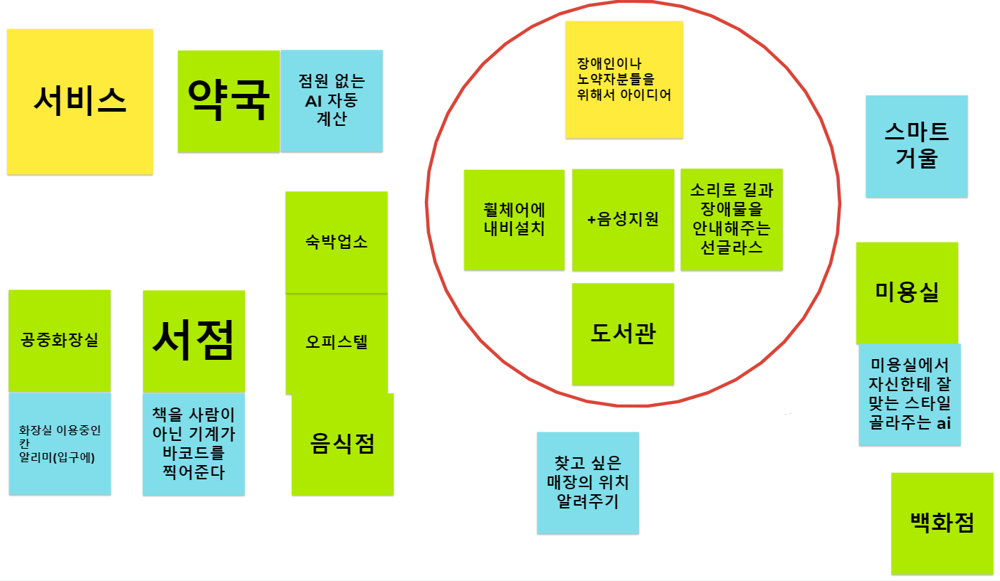 서비스
약국
점원 없는
AI 자동
계산
숙박업소
오피스텔
음식점
공중화장실
화장실 이용중인
칸
알리미(입구에)
서점
책을 사람이
아닌 기계가
바코드를
찍어준다
장애인이나
노약자분들을
위해서 아이디어
휠체어에
내비설치
+음성지원
소리로 길과
장애물을
안내해주는
선글라스
도서관
찾고 싶은
매장의 위치
알려주기
스마트
거울
미용실
미용실에서
자신한테 잘
맞는 스타일
골라주는 ai
백화점